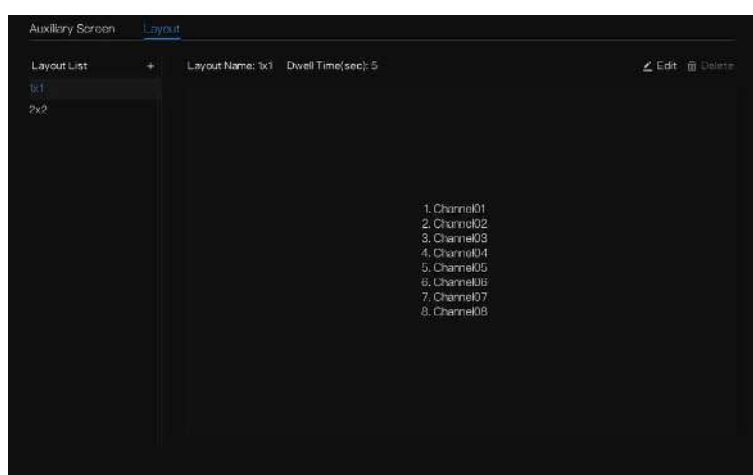 Auxiliary Screen Layout
Layout List + Layout Name: 1x1 Dwell Time(sec): 5 Edit Delete
1x1
2x2
1. Channel01
2. Channel02
3. Channel03
4. Channel04
5. Channel05
6. Channel06
7. Channel07
8. Channel08